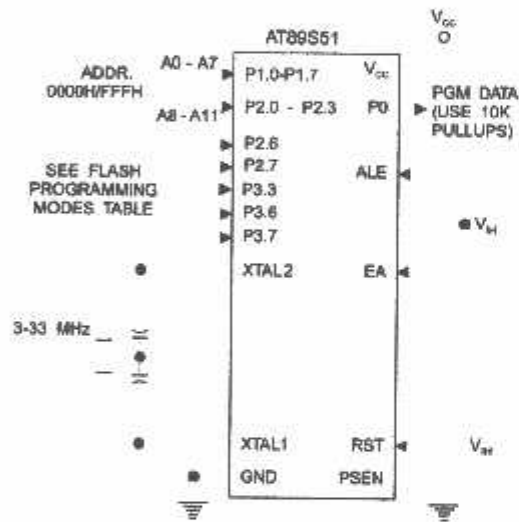 AT89S51
Vcc
ADDR.
0000H/FFFH
A0 - A7
P1.0-P1.7
Vcc
A8 - A11
P2.0 - P2.3
P0
PGM DATA
(USE 10K
PULLUPS)
P2.6
P2.7
P3.3
P3.6
P3.7
SEE FLASH
PROGRAMMING
MODES TABLE
ALE
XTAL2
EA
3-33 MHz
XTAL1
RST
GND
PSEN